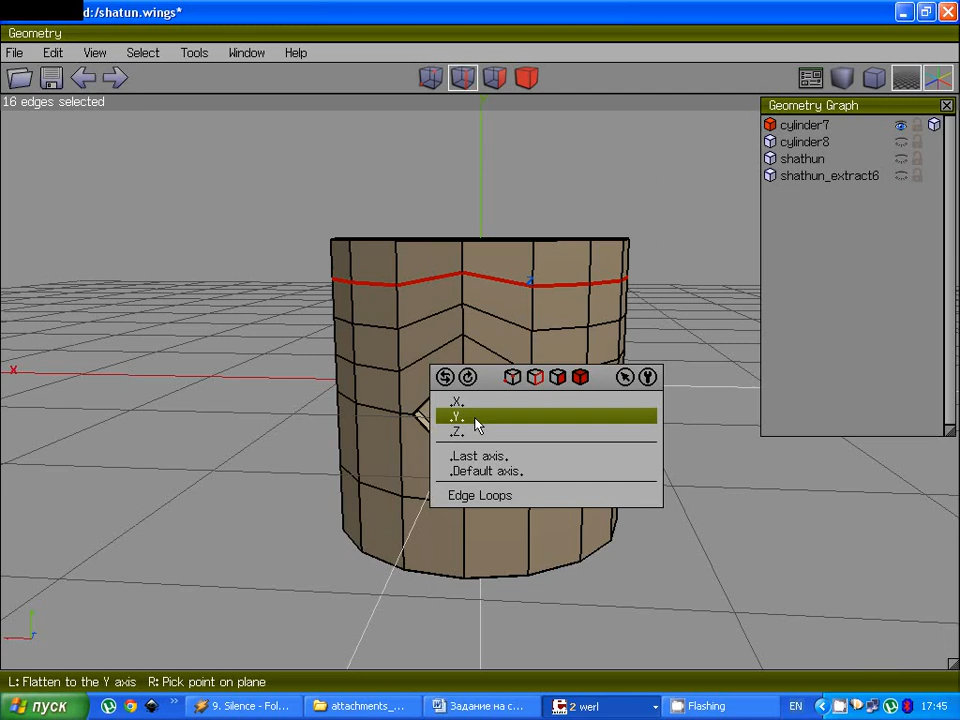 d:/shatun.wings*
Geometry
File Edit View Select Tools Window Help
16 edges selected
Geometry Graph
cylinder7
cylinder8
shathun
shathun_extract6
X
.X.
.Y.
.Z.
.Last axis.
.Default axis.
Edge Loops
L: Flatten to the Y axis R: Pick point on plane
пуск
9. Silence - Fol...
attachments_...
Задание на с...
2 werl
Flashing
EN
17:45